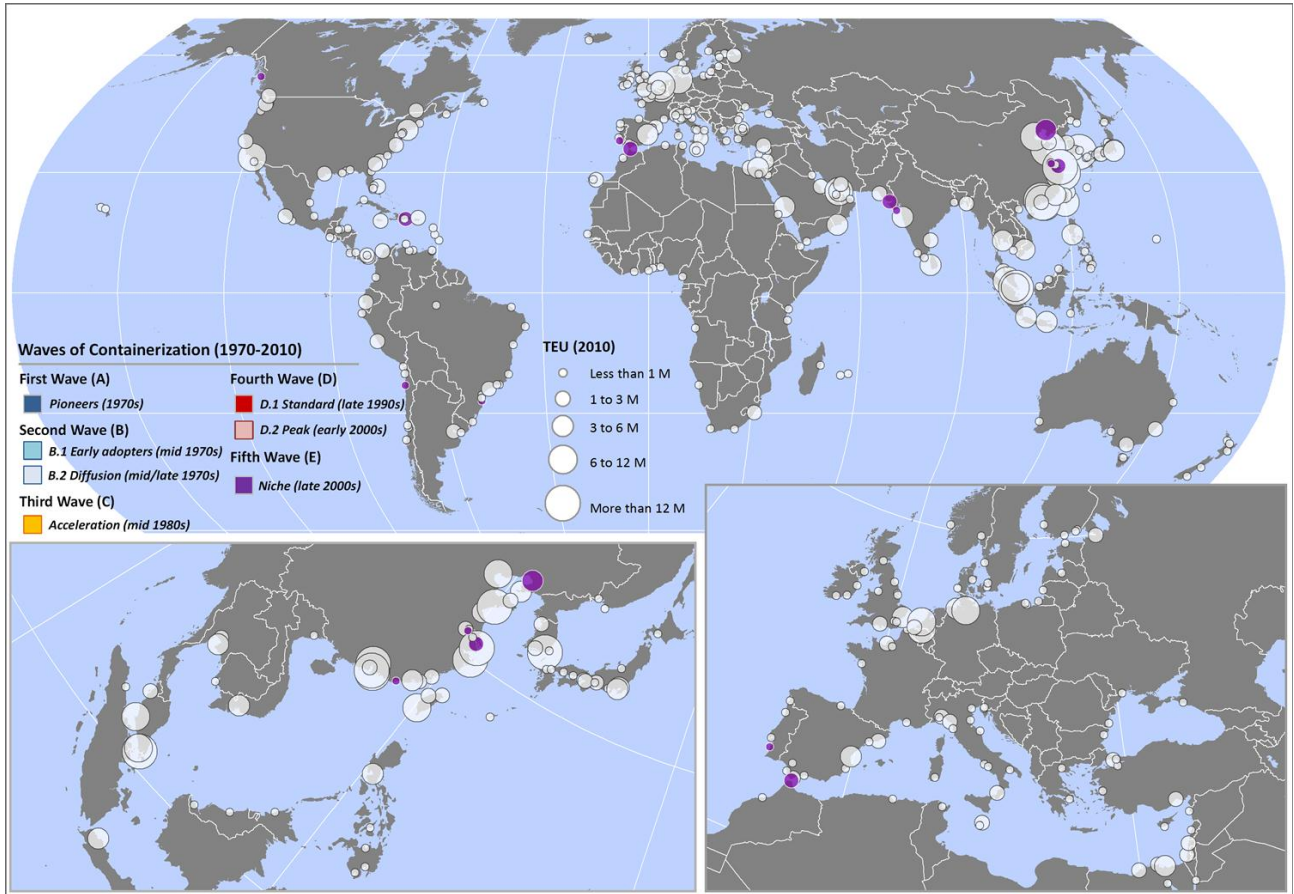 Waves of Containerization (1970-2010)
First Wave (A)
Pioneers (1970s)
Second Wave (B)
B.1 Early adopters (mid 1970s)
B.2 Diffusion (mid/late 1970s)
Third Wave (C)
Acceleration (mid 1980s)
Fourth Wave (D)
D.1 Standard (late 1990s)
D.2 Peak (early 2000s)
Fifth Wave (E)
Niche (late 2000s)
TEU (2010)
Less than 1 M
1 to 3 M
3 to 6 M
6 to 12 M
More than 12 M